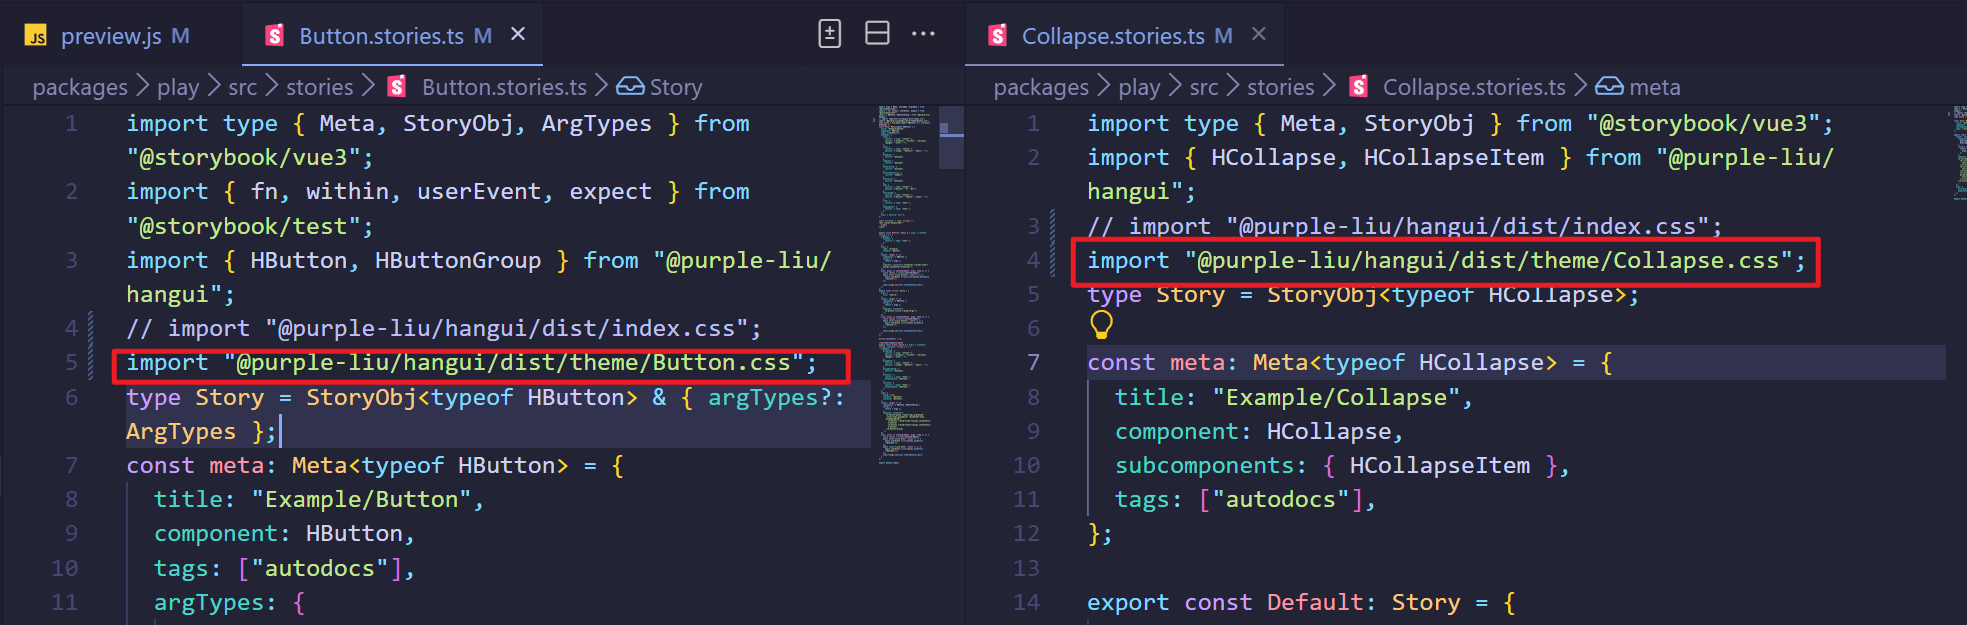 preview.js M
Button.stories.ts M
packages > play > src > stories > Button.stories.ts > Story
1 import type { Meta, StoryObj, ArgTypes } from
"@storybook/vue3";
2 import { fn, within, userEvent, expect } from
"@storybook/test";
3 import { HButton, HButtonGroup } from "@purple-liu/
hangui";
4 // import "@purple-liu/hangui/dist/index.css";
5 import "@purple-liu/hangui/dist/theme/Button.css";
6 type Story = StoryObj<typeof HButton> & { argTypes?:
ArgTypes };
7 const meta: Meta<typeof HButton> = {
8 title: "Example/Button",
9 component: HButton,
10 tags: ["autodocs"],
11 argTypes: {
Collapse.stories.ts M
packages > play > src > stories > Collapse.stories.ts > meta
1 import type { Meta, StoryObj } from "@storybook/vue3";
2 import { HCollapse, HCollapseItem } from "@purple-liu/
hangui";
3 // import "@purple-liu/hangui/dist/index.css";
4 import "@purple-liu/hangui/dist/theme/Collapse.css";
5 type Story = StoryObj<typeof HCollapse>;
6
7 const meta: Meta<typeof HCollapse> = {
8 title: "Example/Collapse",
9 component: HCollapse,
10 subcomponents: { HCollapseItem },
11 tags: ["autodocs"],
12 };
13
14 export const Default: Story = {